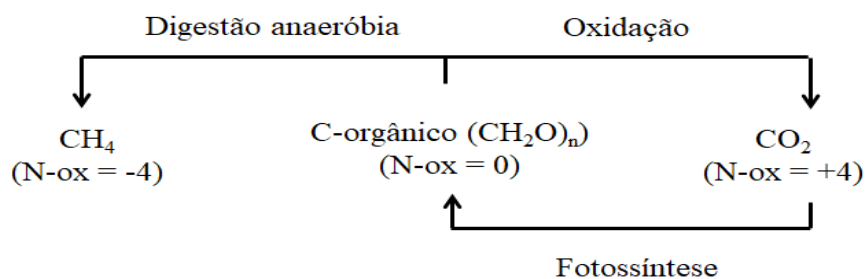 Digestão anaeróbia Oxidação
CH₄ C-orgânico (CH₂O)ₙ) CO₂
(N-ox = -4) (N-ox = 0) (N-ox = +4)
Fotossíntese